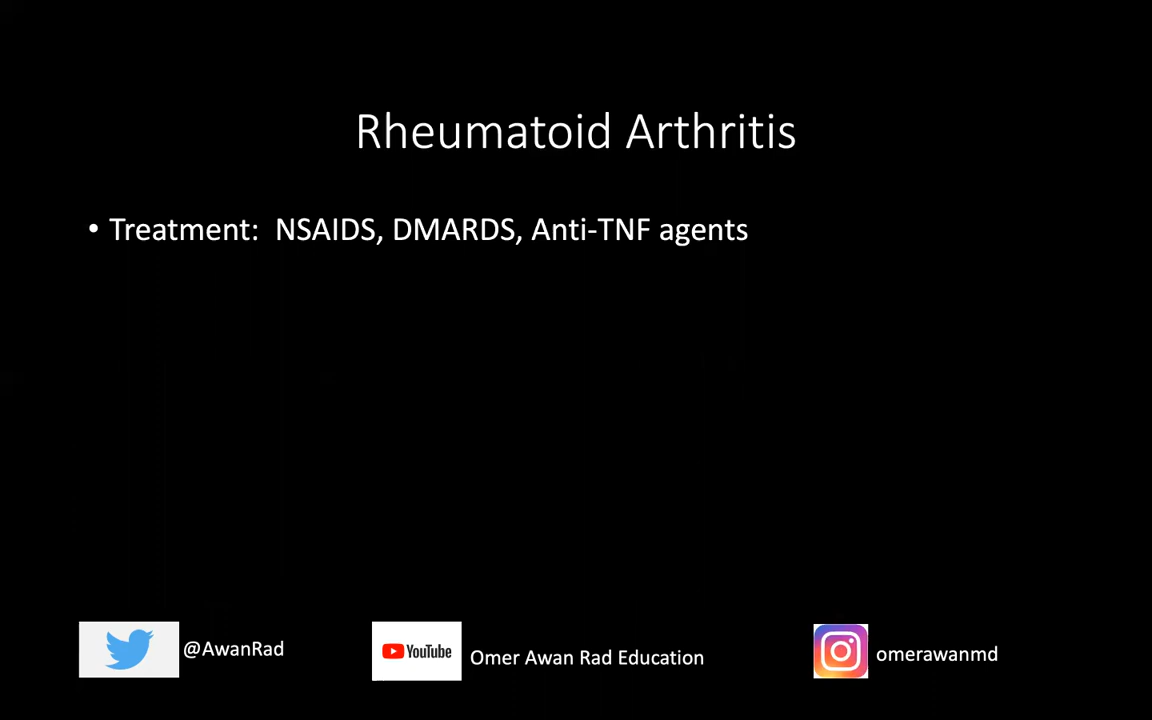 Rheumatoid Arthritis
• Treatment:  NSAIDS, DMARDS, Anti-TNF agents
@AwanRad
YouTube
Omer Awan Rad Education
omerawanmd